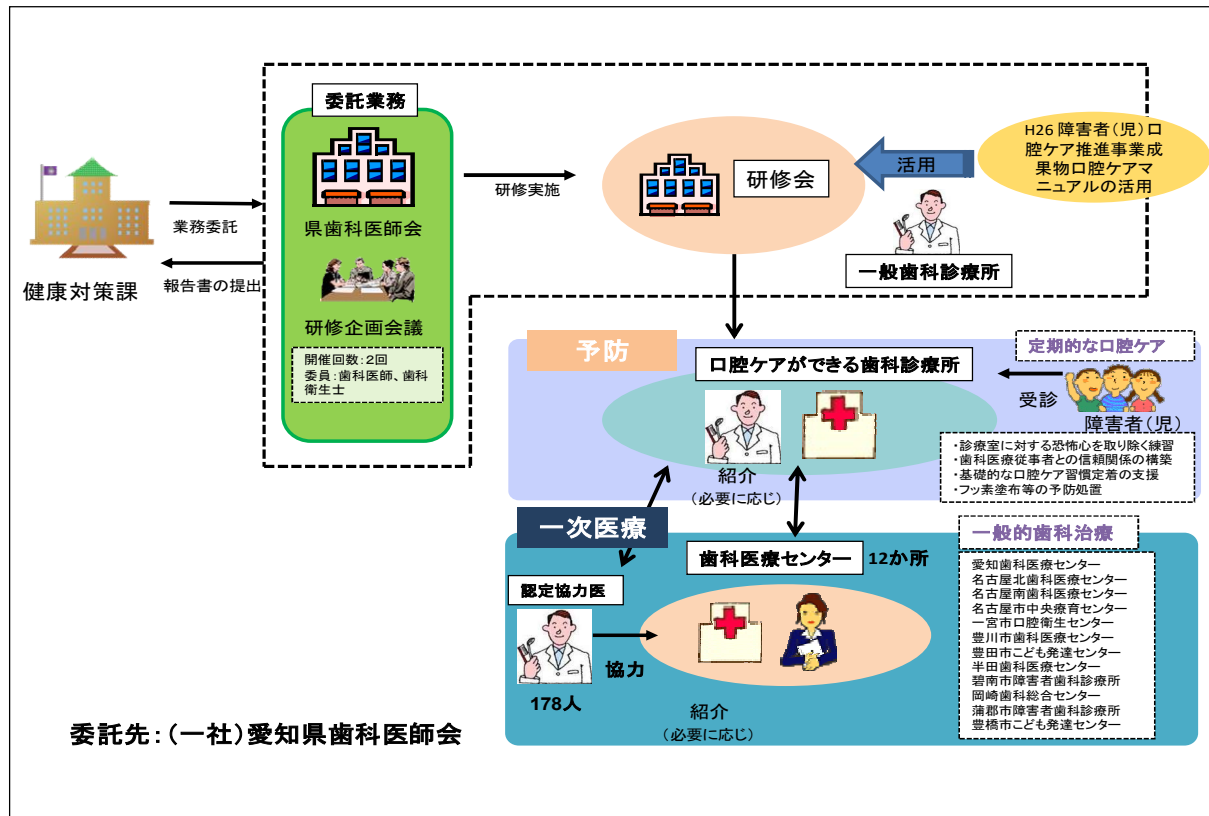 委託業務
県歯科医師会
研修企画会議
開催回数:2回
委員:歯科医師、歯科
衛生士
健康対策課
業務委託
報告書の提出
研修実施
研修会
活用
H26 障害者(児)口
腔ケア推進事業成
果物口腔ケアマ
ニュアルの活用
一般歯科診療所
予防
口腔ケアができる歯科診療所
定期的な口腔ケア
受診
障害者(児)
・診療室に対する恐怖心を取り除く練習
・歯科医療従事者との信頼関係の構築
・基礎的な口腔ケア習慣定着の支援
・フッ素塗布等の予防処置
紹介
(必要に応じ)
一次医療
歯科医療センター 12か所
認定協力医
178人
協力
紹介
(必要に応じ)
一般的歯科治療
愛知歯科医療センター
名古屋北歯科医療センター
名古屋南歯科医療センター
名古屋市中央療育センター
一宮市口腔衛生センター
豊川市歯科医療センター
豊田市こども発達センター
半田歯科医療センター
碧南市障害者歯科診療所
岡崎歯科総合センター
蒲郡市障害者歯科診療所
豊橋市こども発達センター
委託先:(一社)愛知県歯科医師会